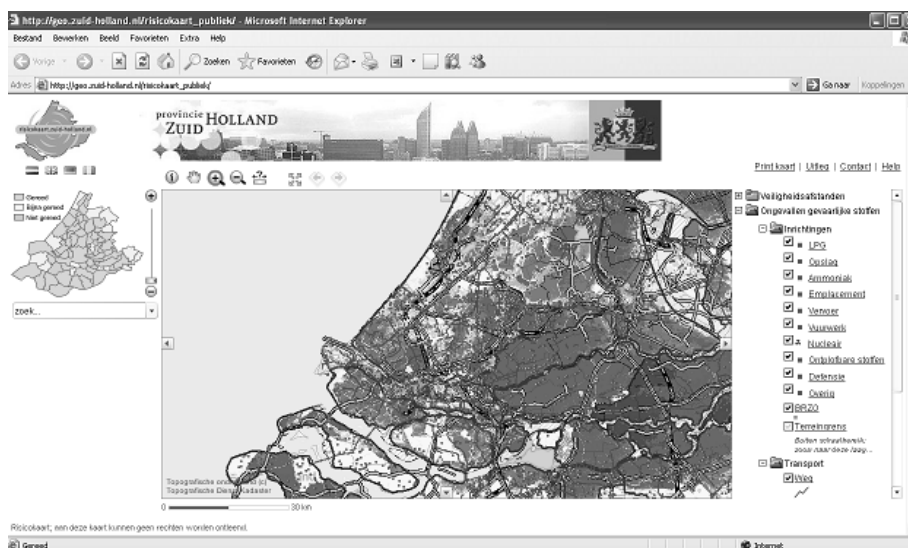 http://geo.zuid-holland.nl/risicokaart_publiek/ - Microsoft Internet Explorer
Bestand Bewerken Beeld Favorieten Extra Help
Vorige Zoeken Favorieten
Adres http://geo.zuid-holland.nl/risicokaart_publiek/ Ga naar Koppelingen
risicokaart.zuid-holland.nl
provincie HOLLAND
ZUID
Print kaart | Uitleg | Contact | Help
Gereed
Bijna gereed
Niet gereed
zoek...
Veiligheidsafstanden
Ongevallen gevaarlijke stoffen
Inrichtingen
LPG
Opslag
Ammoniak
Emplacement
Vervoer
Vuurwerk
Nucleair
Ontplofbare stoffen
Defensie
Overig
BRZO
Terreingrens
Buiten schaalbereik;
zoom naar deze laag...
Transport
Weg
Topografische (c)
Topografische Dienst Kadaster
0 30 km
Risicokaart; aan deze kaart kunnen geen rechten worden ontleend.
Gereed Internet